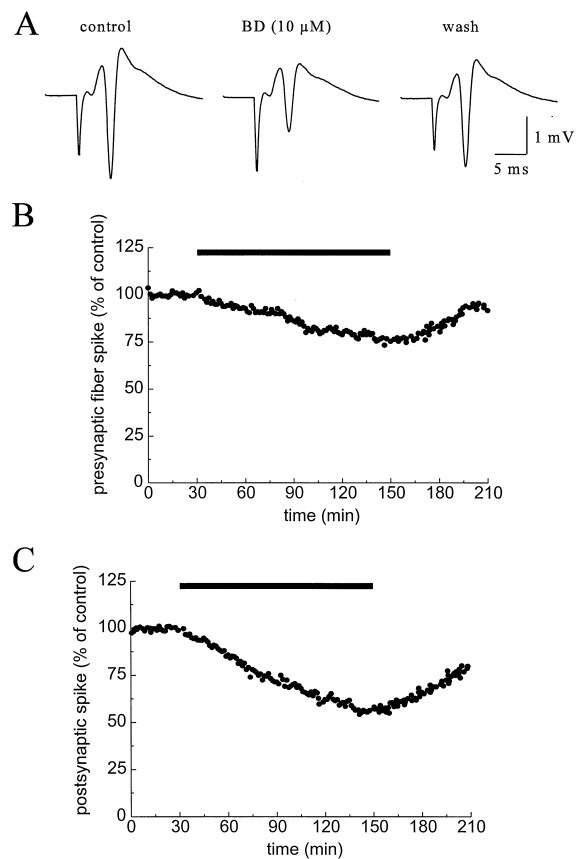 A
control BD (10 µM) wash
1 mV
5 ms
B
presynaptic fiber spike (% of control)
125
100
75
50
25
0
0 30 60 90 120 150 180 210
time (min)
C
postsynaptic spike (% of control)
125
100
75
50
25
0
0 30 60 90 120 150 180 210
time (min)